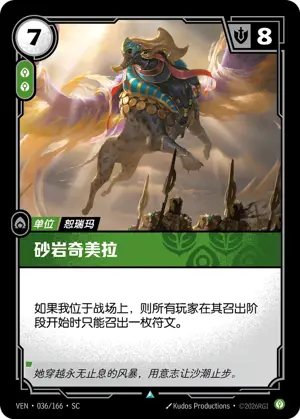 7
8
单位
恕瑞玛
砂岩奇美拉
如果我位于战场上，则所有玩家在其召出阶
段开始时只能召出一枚符文。
她穿越永无止息的风暴，用意志让沙潮止步。
VEN • 036/166 • SC
Kudos Productions
©2026RGI